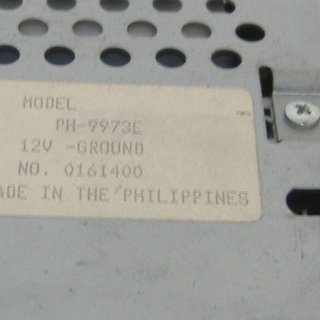 MODEL
PH-9973E
12V -GROUND
NO. 0161400
ADE IN THE PHILIPPINES